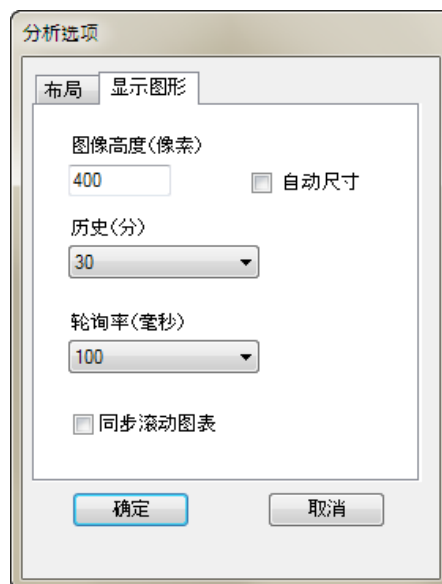 分析选项
布局 显示图形
图像高度(像素)
400 自动尺寸
历史(分)
30
轮询率(毫秒)
100
同步滚动图表
确定 取消